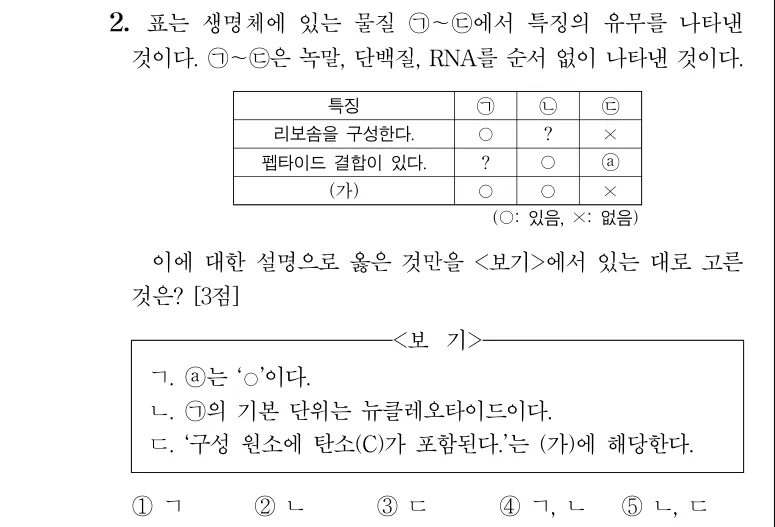 2. 표는 생명체에 있는 물질 ㉠~㉢에서 특징의 유무를 나타낸
것이다. ㉠~㉢은 녹말, 단백질, RNA를 순서 없이 나타낸 것이다.
특징 ㉠ ㉡ ㉢
리보솜을 구성한다. ○ ? ×
펩타이드 결합이 있다. ? ○ ⓐ
(가) ○ ○ ×
(○: 있음, ×: 없음)
이에 대한 설명으로 옳은 것만을 <보기>에서 있는 대로 고른
것은? [3점]
<보 기>
ㄱ. ⓐ는 ‘○’이다.
ㄴ. ㉠의 기본 단위는 뉴클레오타이드이다.
ㄷ. ‘구성 원소에 탄소(C)가 포함된다.’는 (가)에 해당한다.
① ㄱ ② ㄴ ③ ㄷ ④ ㄱ, ㄴ ⑤ ㄴ, ㄷ